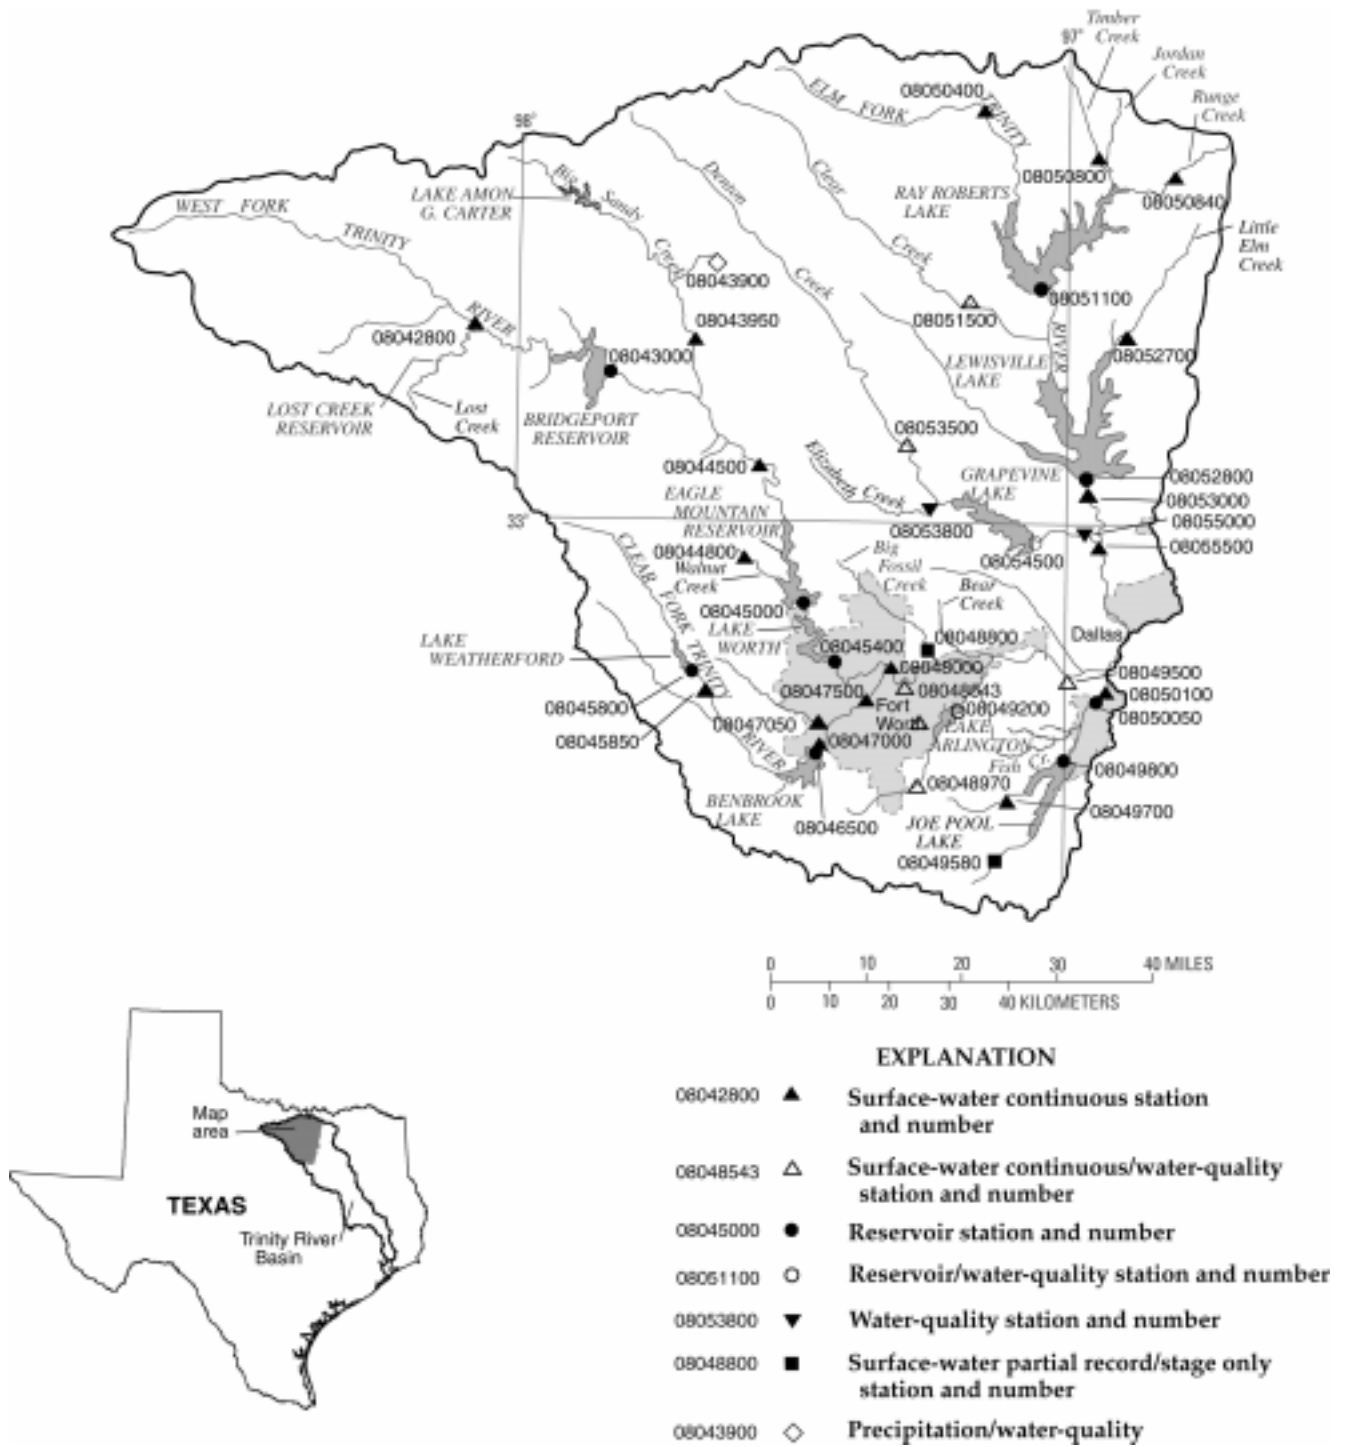 Timber
Creek
97°
Jordan
Creek
Runge
Creek
08050400
ELM FORK
TRINITY
98°
Big
Sandy
Creek
Denton
Creek
Clear
Creek
LAKE AMON
G. CARTER
WEST FORK
TRINITY
RIVER
RAY ROBERTS
LAKE
08050800
08050840
Little
Elm
Creek
08043900
08051100
08051500
08043950
08042800
08043000
RIVER
LEWISVILLE
LAKE
08052700
LOST CREEK
RESERVOIR
Lost
Creek
BRIDGEPORT
RESERVOIR
08053500
08044500
Elizabeth Creek
GRAPEVINE
LAKE
08052800
08053000
EAGLE
MOUNTAIN
RESERVOIR
33°
08053800
08055000
08055500
08054500
CLEAR FORK TRINITY
RIVER
08044800
Walnut
Creek
Big
Fossil
Creek
Bear
Creek
08045000
LAKE
WORTH
08048800
Dallas
LAKE
WEATHERFORD
08045400
08048000
08049500
08047500
08048543
08050100
08045800
Fort
Worth
08049200
08050050
08047050
LAKE
ARLINGTON
08045850
08047000
Fish Cr.
08049800
08048970
BENBROOK
LAKE
08049700
08046500
JOE POOL
LAKE
08049580
0 10 20 30 40 MILES
0 10 20 30 40 KILOMETERS
EXPLANATION
08042800 Surface-water continuous station
and number
08048543 Surface-water continuous/water-quality
station and number
08045000 Reservoir station and number
08051100 Reservoir/water-quality station and number
08053800 Water-quality station and number
08048800 Surface-water partial record/stage only
station and number
08043900 Precipitation/water-quality
Map
area
TEXAS
Trinity River
Basin